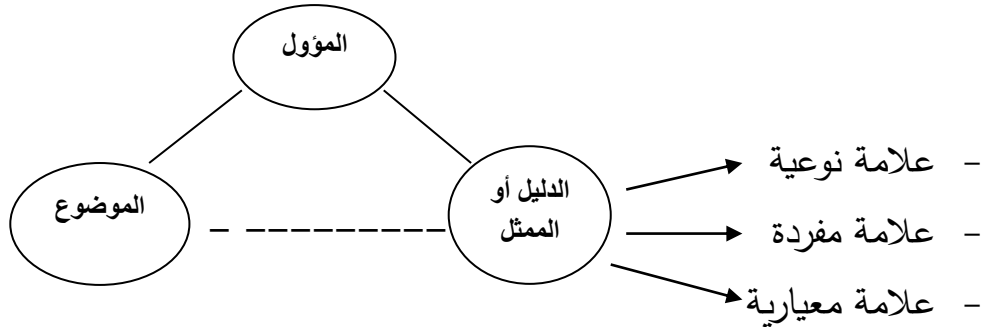 المؤول
الموضوع
الدليل أو
الممثل
- علامة نوعية
- علامة مفردة
- علامة معيارية